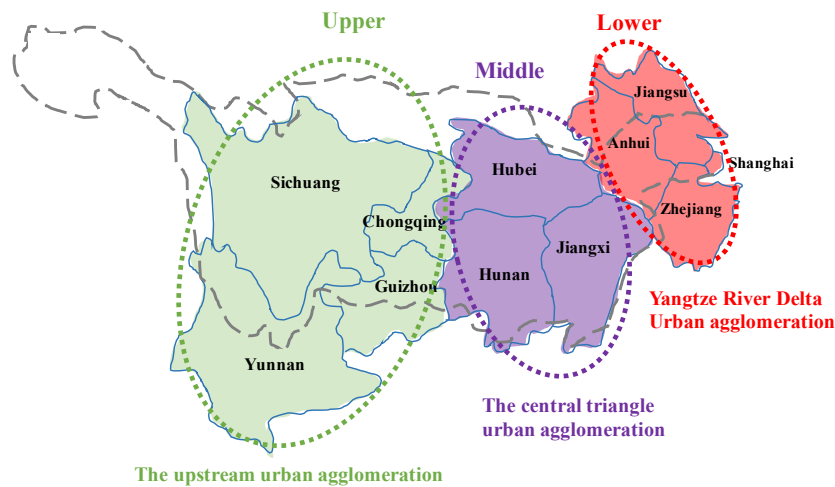 Upper
Lower
Middle
Jiangsu
Anhui
Shanghai
Hubei
Sichuang
Zhejiang
Chongqing
Jiangxi
Hunan
Guizhou
Yangtze River Delta
Urban agglomeration
Yunnan
The central triangle
urban agglomeration
The upstream urban agglomeration